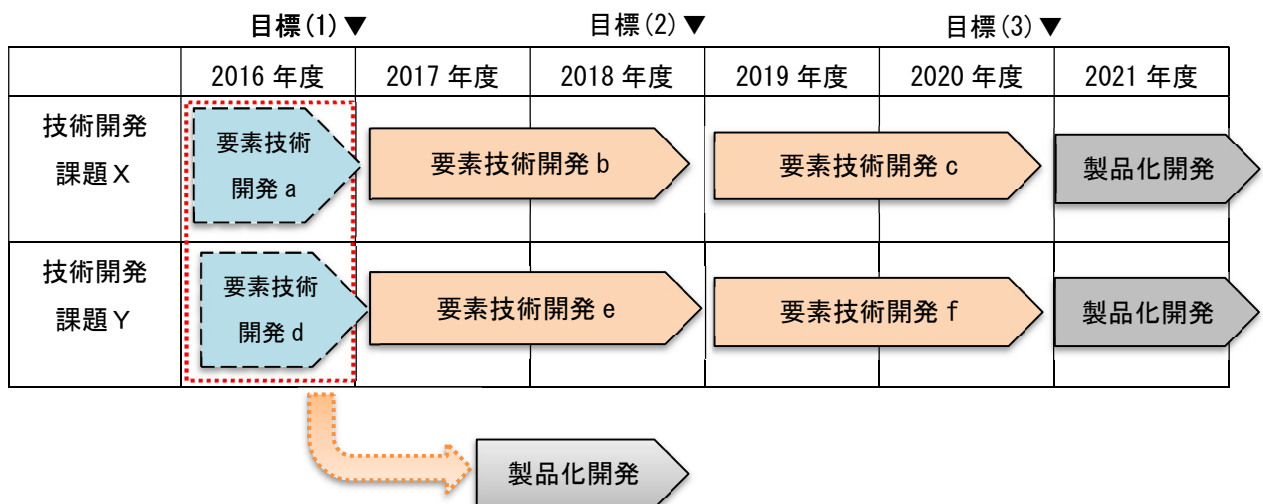 目標(1)▼ 目標(2)▼ 目標(3)▼
2016 年度 2017 年度 2018 年度 2019 年度 2020 年度 2021 年度
技術開発
課題X
要素技術
開発 a
要素技術開発 b
要素技術開発 c
製品化開発
技術開発
課題Y
要素技術
開発 d
要素技術開発 e
要素技術開発 f
製品化開発
製品化開発